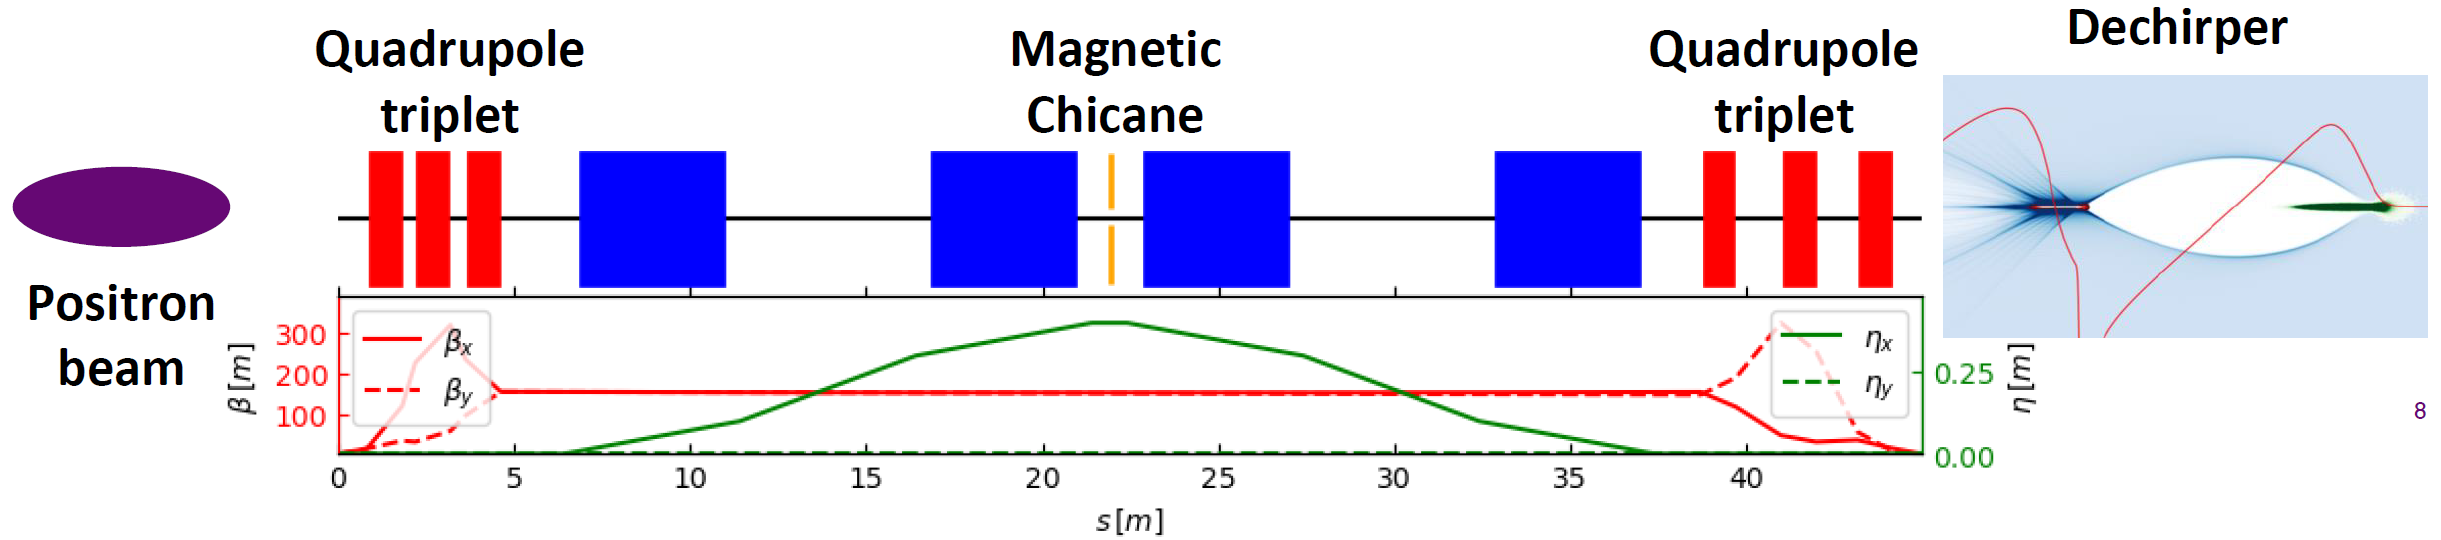 Quadrupole
triplet
Magnetic
Chicane
Quadrupole
triplet
Dechirper
Positron
beam
β [m]
300
200
100
βx
βy
ηx
ηy
0.25
0.00
η [m]
0 5 10 15 20 25 30 35 40
s [m]
8